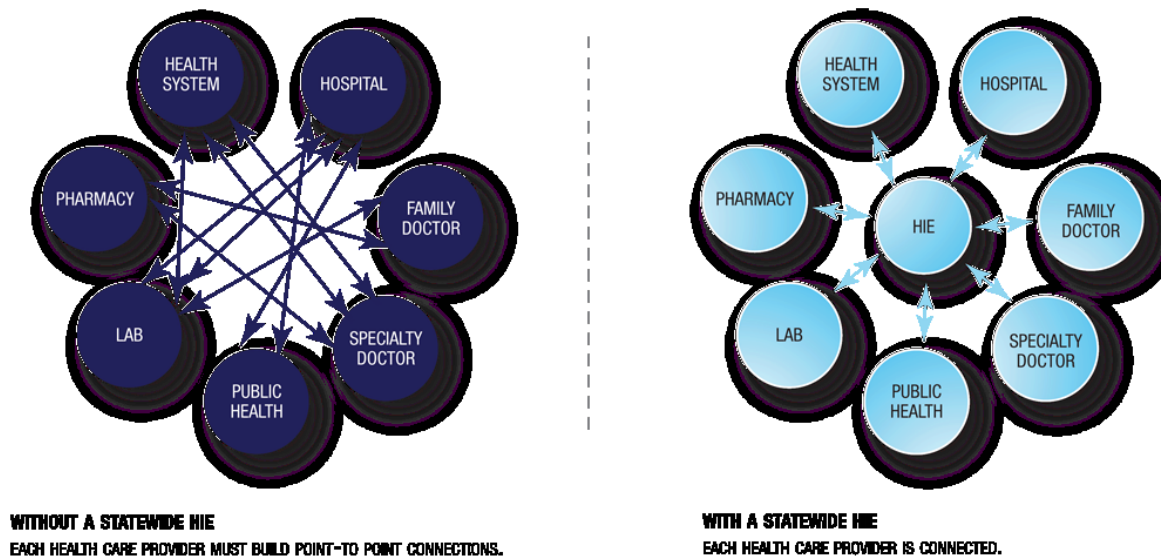 HEALTH
SYSTEM
HOSPITAL
PHARMACY
FAMILY
DOCTOR
LAB
SPECIALTY
DOCTOR
PUBLIC
HEALTH
WITHOUT A STATEWIDE HIE
EACH HEALTH CARE PROVIDER MUST BUILD POINT-TO POINT CONNECTIONS.
HEALTH
SYSTEM
HOSPITAL
PHARMACY
HIE
FAMILY
DOCTOR
LAB
SPECIALTY
DOCTOR
PUBLIC
HEALTH
WITH A STATEWIDE HIE
EACH HEALTH CARE PROVIDER IS CONNECTED.